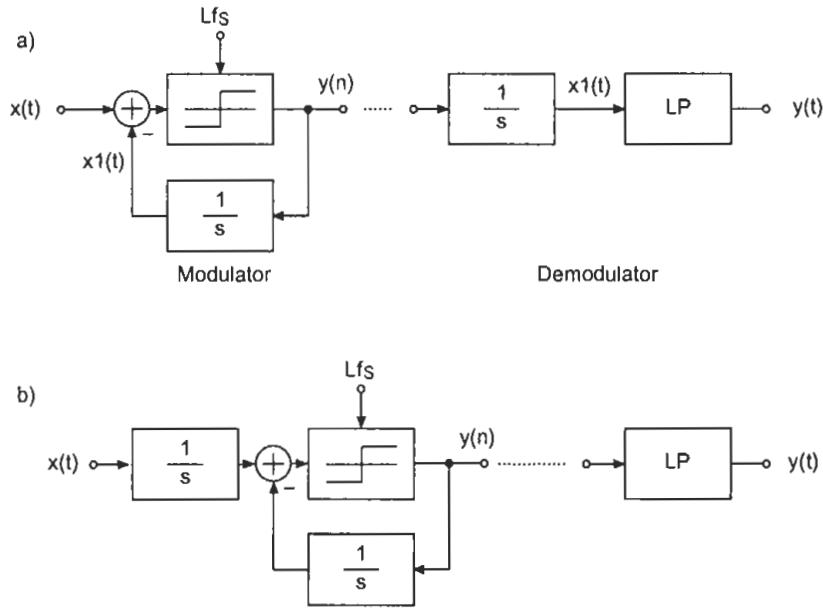 a)
Lfs
x(t)
+
−
y(n)
1
s
x1(t)
LP
y(t)
x1(t)
1
s
Modulator
Demodulator
b)
Lfs
x(t)
1
s
+
−
y(n)
LP
y(t)
1
s